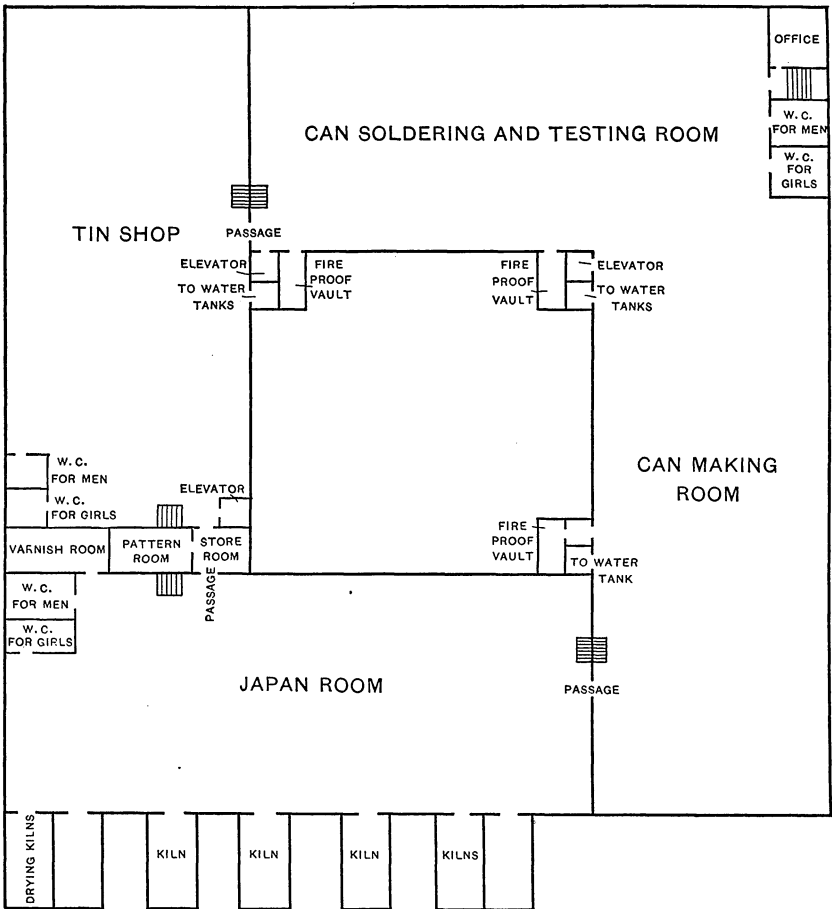 OFFICE
W. C.
FOR MEN
W. C.
FOR
GIRLS
CAN SOLDERING AND TESTING ROOM
TIN SHOP
PASSAGE
ELEVATOR
TO WATER
TANKS
FIRE
PROOF
VAULT
FIRE
PROOF
VAULT
ELEVATOR
TO WATER
TANKS
W. C.
FOR MEN
W. C.
FOR GIRLS
ELEVATOR
CAN MAKING
ROOM
VARNISH ROOM
PATTERN
ROOM
STORE
ROOM
FIRE
PROOF
VAULT
TO WATER
TANK
PASSAGE
W. C.
FOR MEN
W. C.
FOR GIRLS
JAPAN ROOM
PASSAGE
DRYING KILNS
KILN
KILN
KILN
KILNS